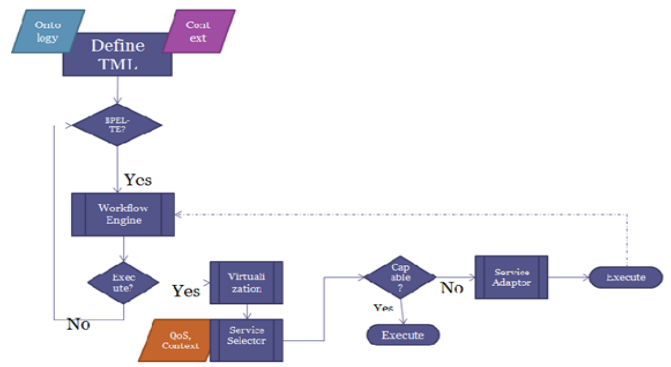 Onto
logy
Cont
ext
Define
TML
BPEL-
TE?
Yes
Workflow
Engine
Exec
ute?
Yes
No
Virtuali
zation
QoS,
Context
Service
Selector
Cap
able
?
Yes
No
Execute
Service
Adaptor
Execute